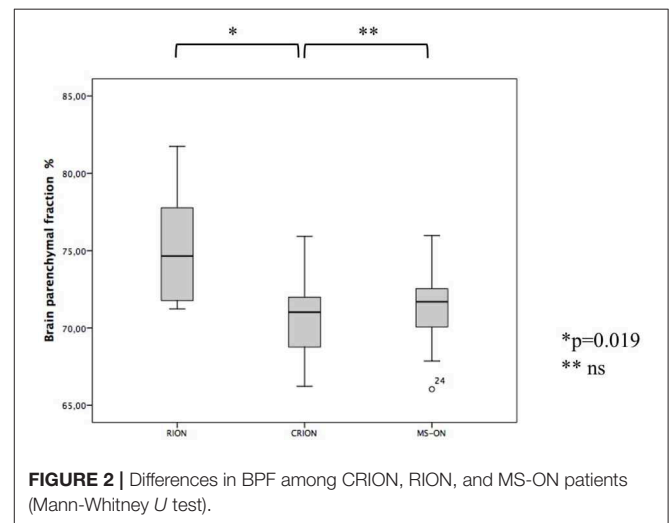 * **
85,00
80,00
75,00
70,00
65,00
Brain parenchymal fraction %
RION CRION MS-ON
24
*p=0.019
** ns
FIGURE 2 | Differences in BPF among CRION, RION, and MS-ON patients
(Mann-Whitney U test).